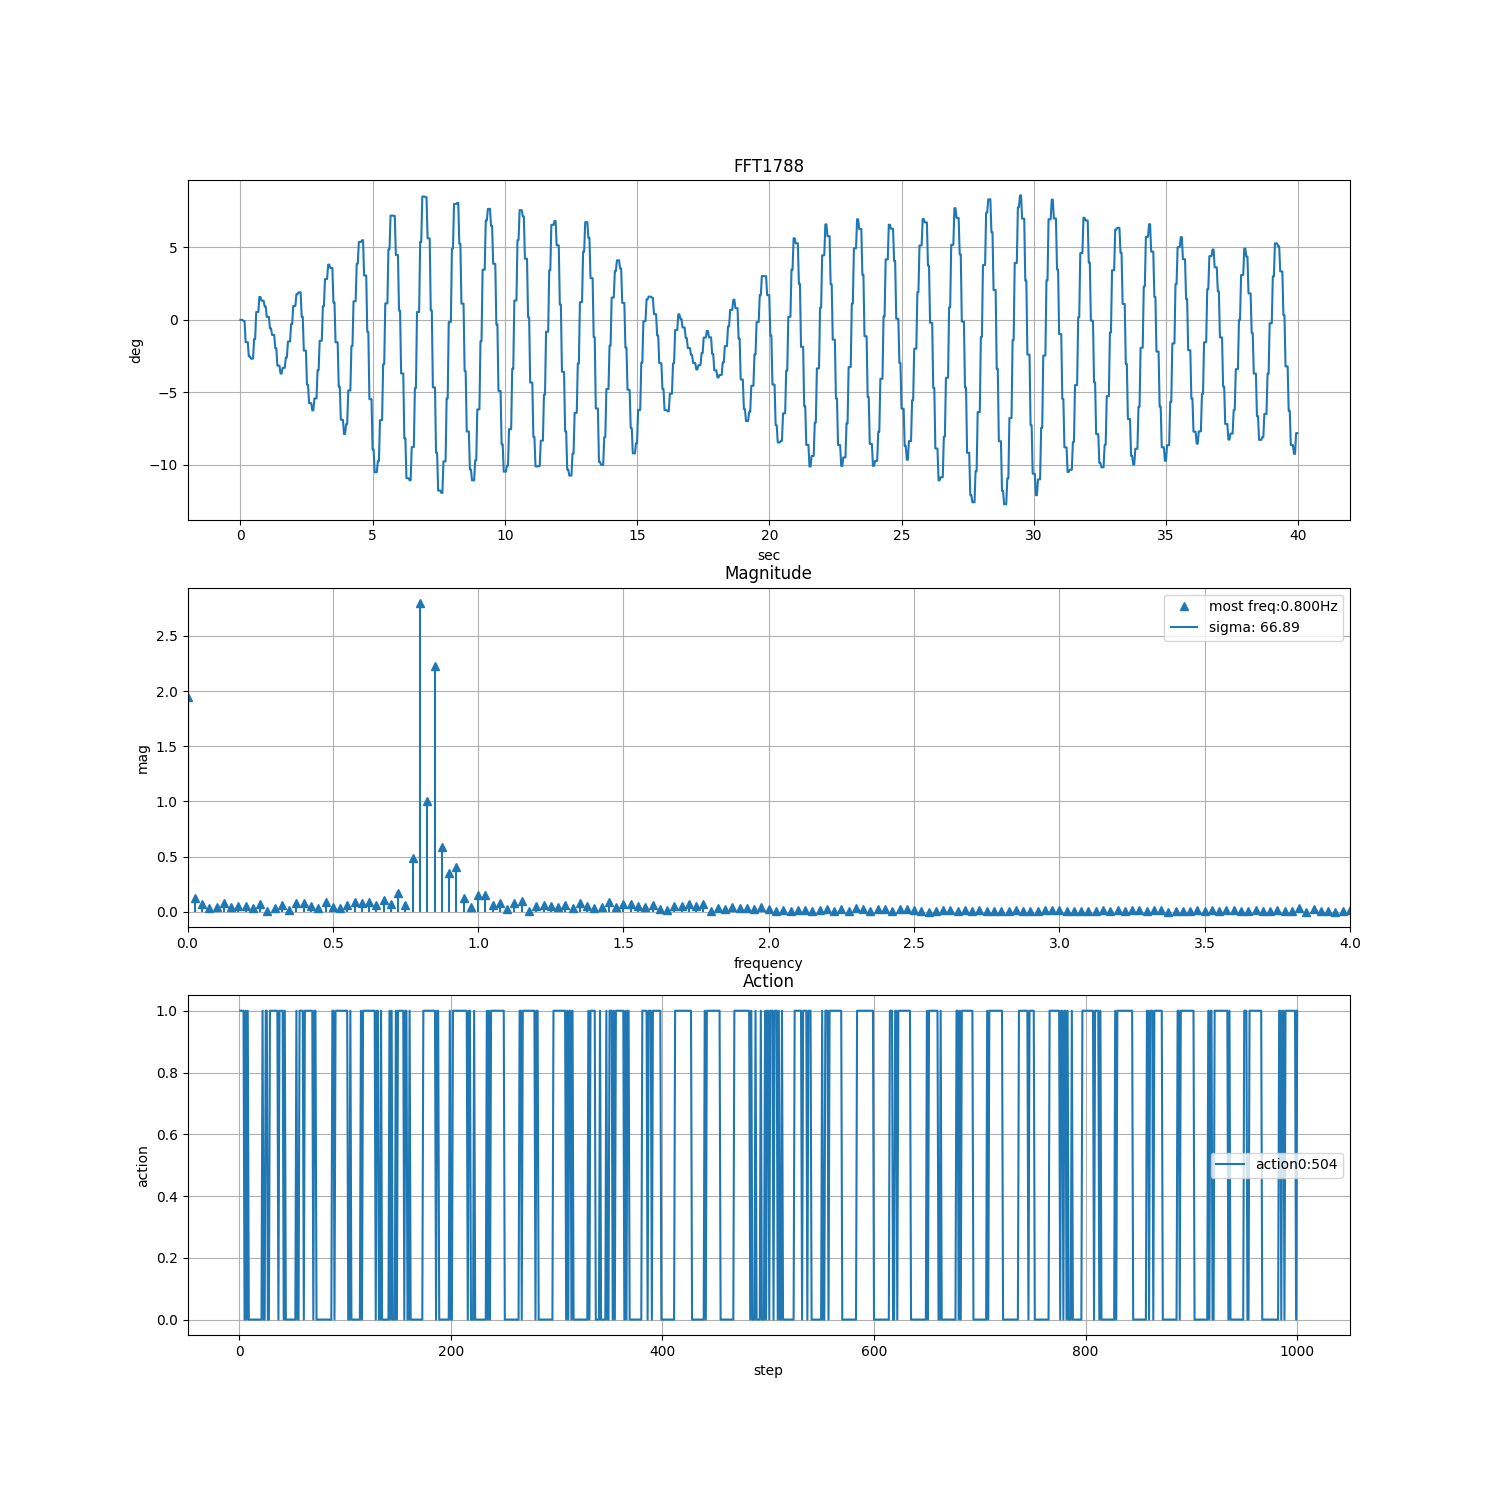 FFT1788
5
0
−5
−10
deg
0 5 10 15 20 25 30 35 40
sec
Magnitude
most freq:0.800Hz
sigma: 66.89
2.5
2.0
1.5
1.0
0.5
0.0
mag
0.0 0.5 1.0 1.5 2.0 2.5 3.0 3.5 4.0
frequency
Action
1.0
0.8
0.6
0.4
0.2
0.0
action
action0:504
0 200 400 600 800 1000
step